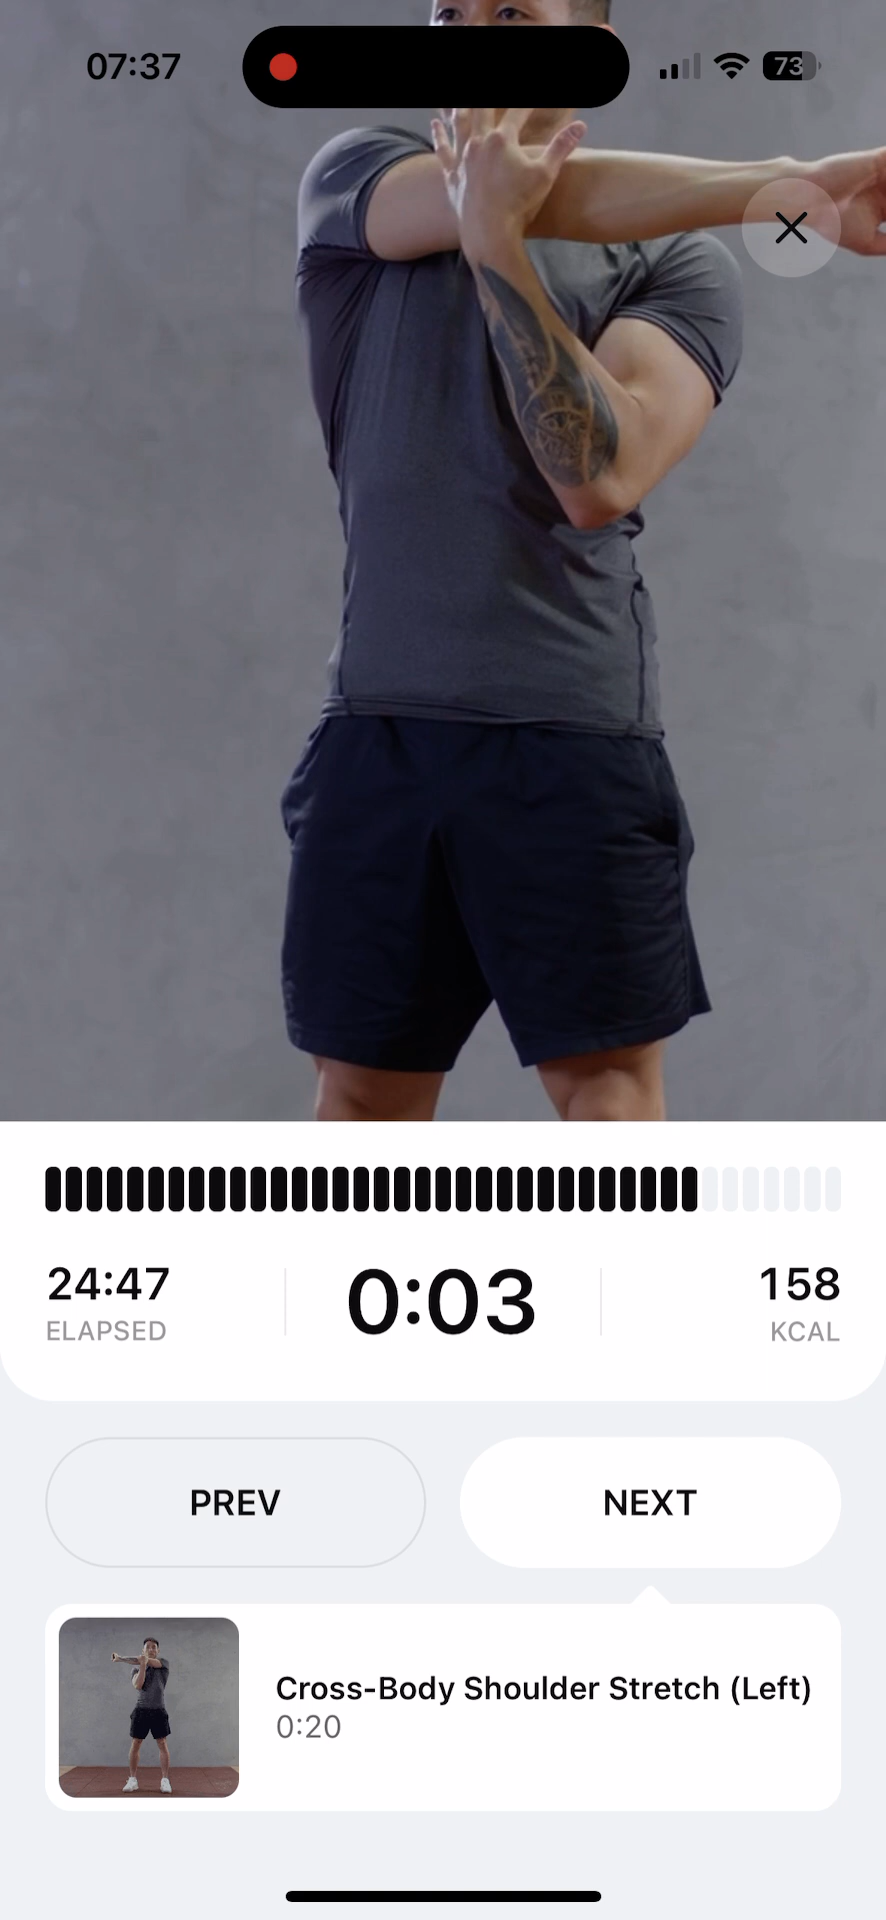 07:37
73
24:47
ELAPSED
0:03
158
KCAL
PREV
NEXT
Cross-Body Shoulder Stretch (Left)
0:20